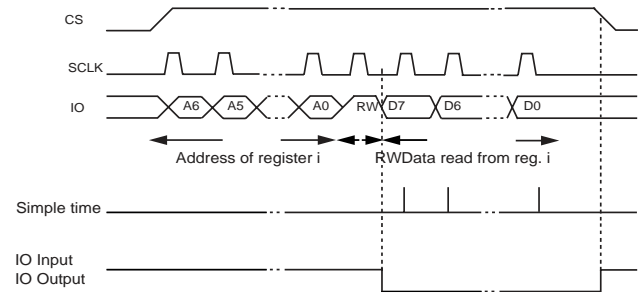 CS
SCLK
IO A6 A5 A0 RW D7 D6 D0
Address of register i RWData read from reg. i
Simple time
IO Input
IO Output